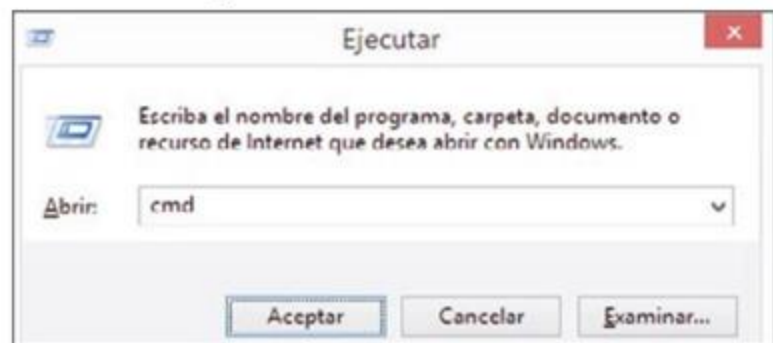 Ejecutar
Escriba el nombre del programa, carpeta, documento o
recurso de Internet que desea abrir con Windows.
Abrir: cmd
Aceptar Cancelar Examinar...